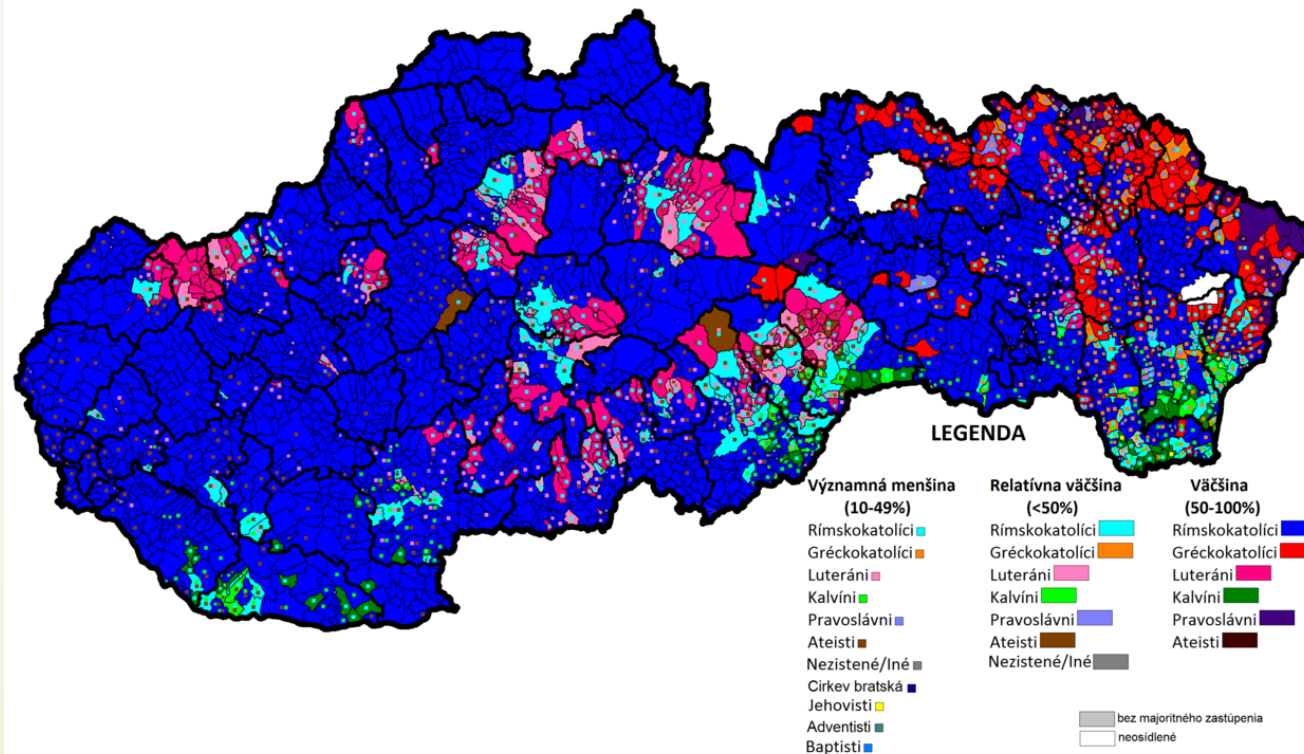 LEGENDA
Významná menšina
(10-49%)
Rímskokatolíci
Gréckokatolíci
Luteráni
Kalvíni
Pravoslávni
Ateisti
Nezistené/Iné
Cirkev bratská
Jehovisti
Adventisti
Baptisti
Relatívna väčšina
(<50%)
Rímskokatolíci
Gréckokatolíci
Luteráni
Kalvíni
Pravoslávni
Ateisti
Nezistené/Iné
Väčšina
(50-100%)
Rímskokatolíci
Gréckokatolíci
Luteráni
Kalvíni
Pravoslávni
Ateisti
bez majoritného zastúpenia
neosídlené